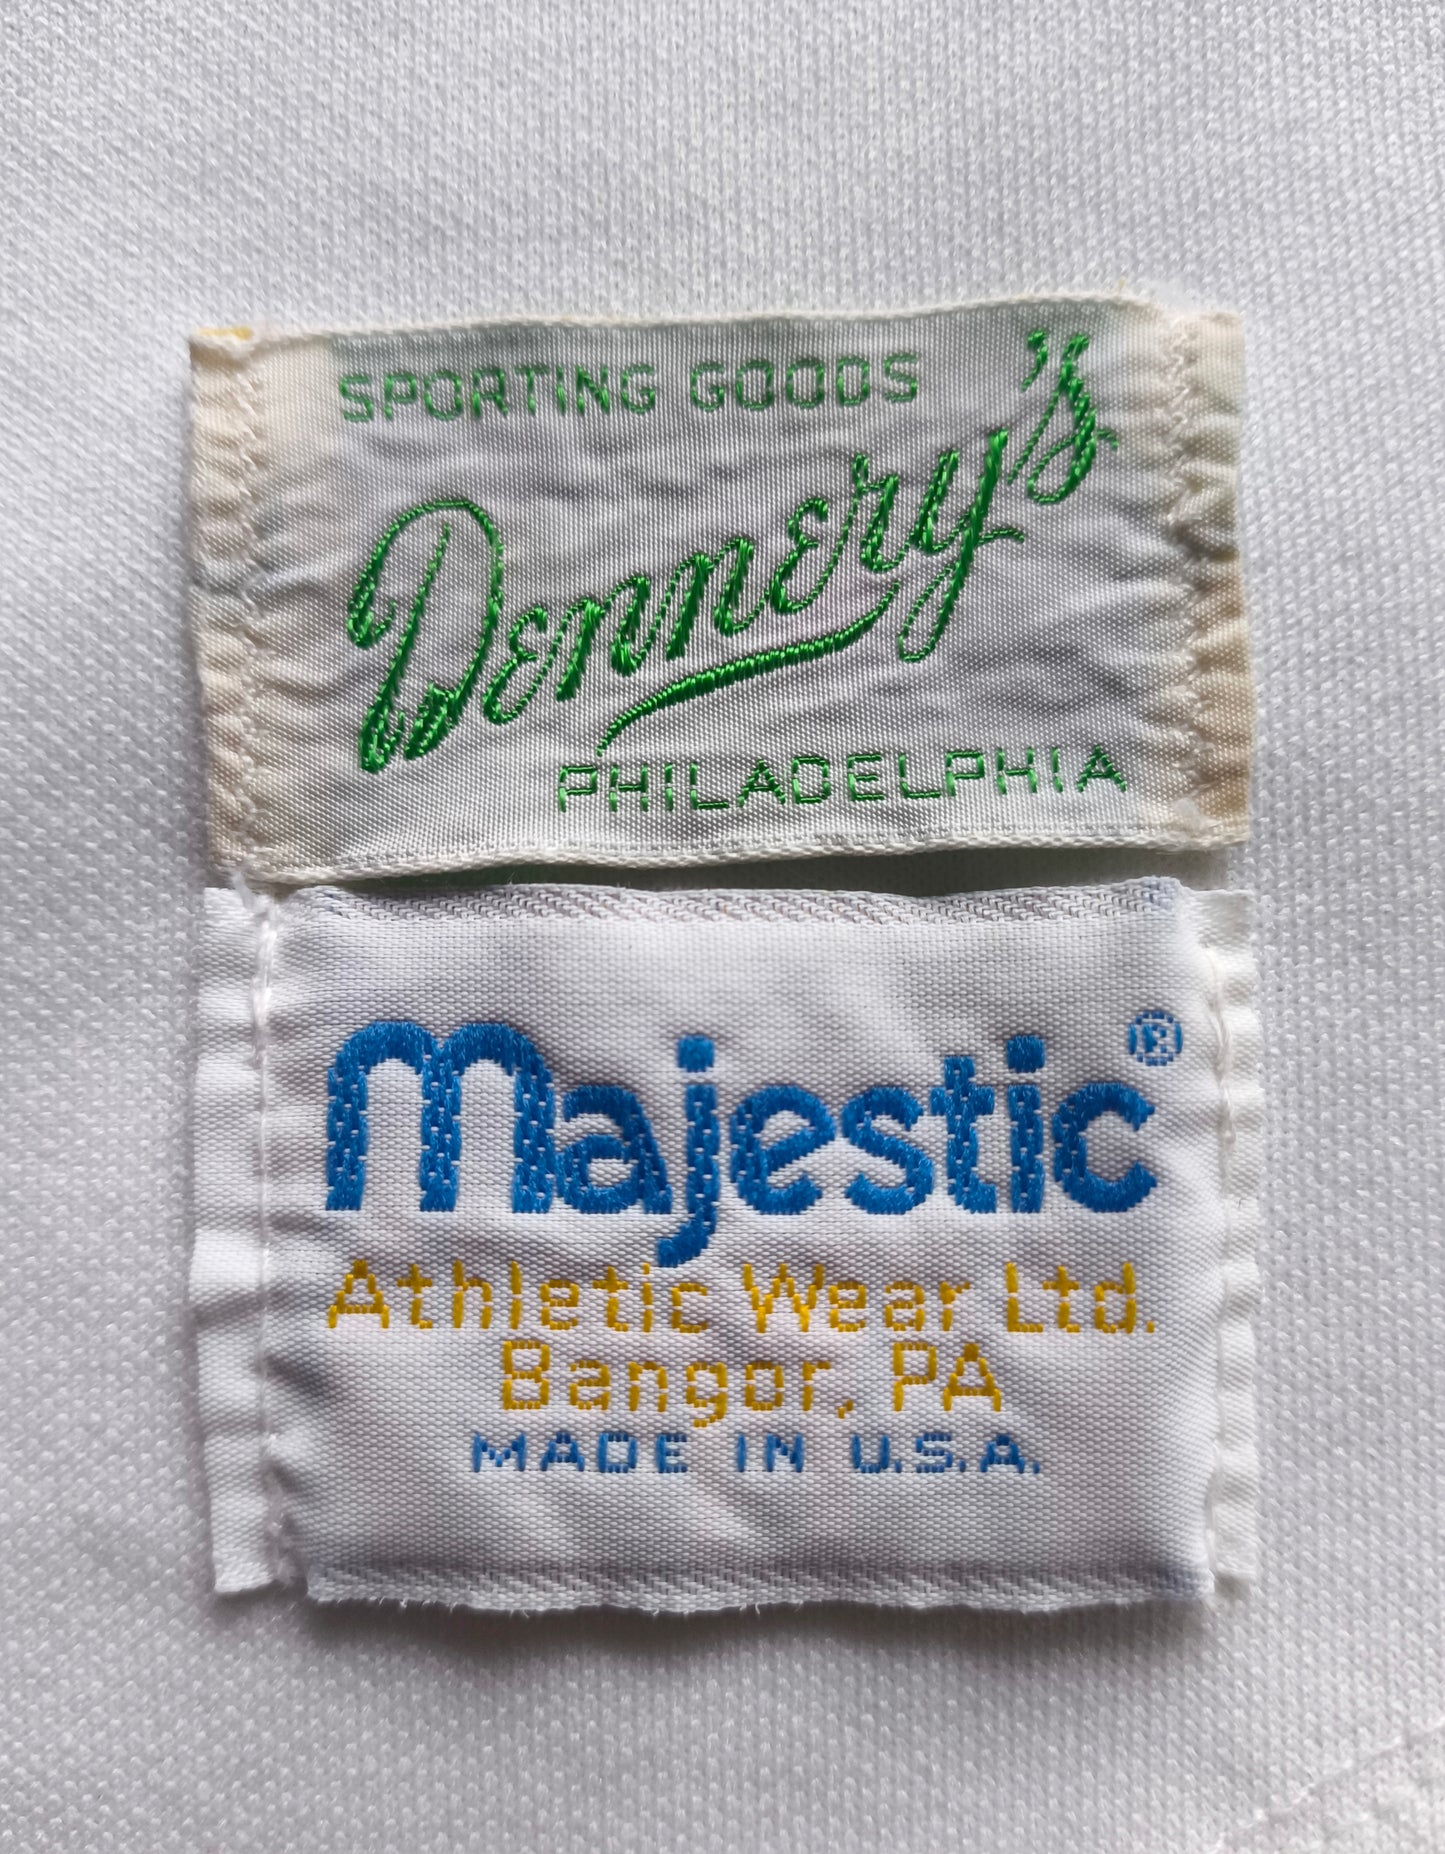 SPORTING GOODS
Dennery's
PHILADELPHIA
majestic®
Athletic Wear Ltd.
Bangor, PA
MADE IN U.S.A.